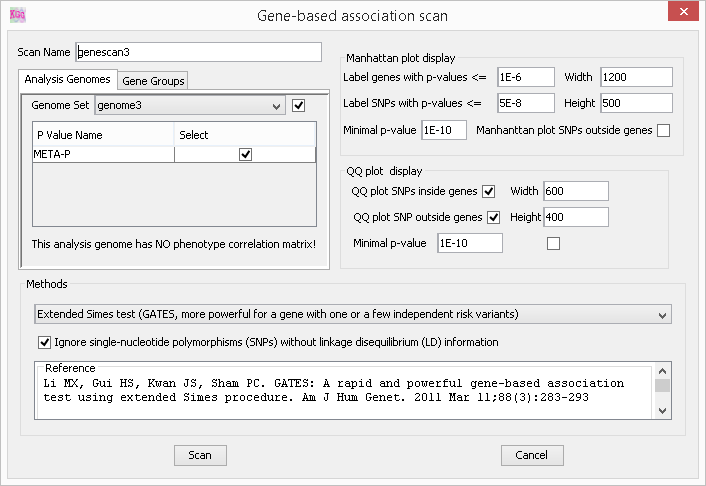 KGG
Gene-based association scan
Scan Name genescan3
Analysis Genomes Gene Groups
Genome Set genome3
P Value Name Select
META-P
This analysis genome has NO phenotype correlation matrix!
Manhattan plot display
Label genes with p-values <= 1E-6 Width 1200
Label SNPs with p-values <= 5E-8 Height 500
Minimal p-value 1E-10 Manhanttan plot SNPs outside genes
QQ plot display
QQ plot SNPs inside genes Width 600
QQ plot SNP outside genes Height 400
Minimal p-value 1E-10
Methods
Extended Simes test (GATES, more powerful for a gene with one or a few independent risk variants)
Ignore single-nucleotide polymorphisms (SNPs) without linkage disequilibrium (LD) information
Reference
Li MX, Gui HS, Kwan JS, Sham PC. GATES: A rapid and powerful gene-based association
test using extended Simes procedure. Am J Hum Genet. 2011 Mar 11;88(3):283-293
Scan Cancel